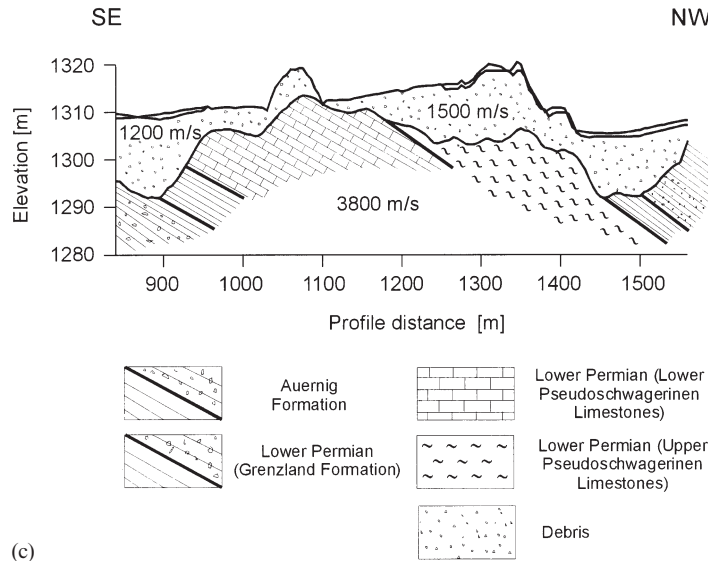 SE
NW
1320
1310
1300
1290
1280
Elevation [m]
1200 m/s
1500 m/s
3800 m/s
900
1000
1100
1200
1300
1400
1500
Profile distance [m]
Auernig
Formation
Lower Permian
(Grenzland Formation)
Lower Permian (Lower
Pseudoschwagerinen
Limestones)
Lower Permian (Upper
Pseudoschwagerinen
Limestones)
Debris
(c)